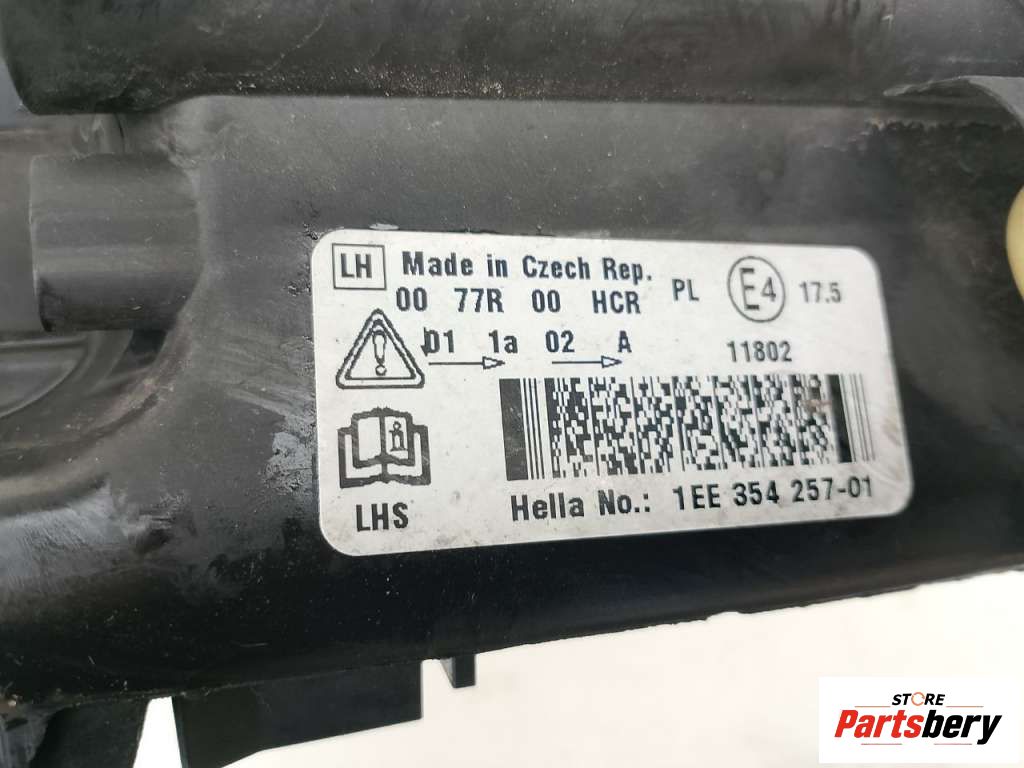 LH Made in Czech Rep.
00 77R 00 HCR PL E4 17.5
01 1a 02 A
11802
LHS
Hella No.: 1EE 354 257-01
STORE
Partsbery